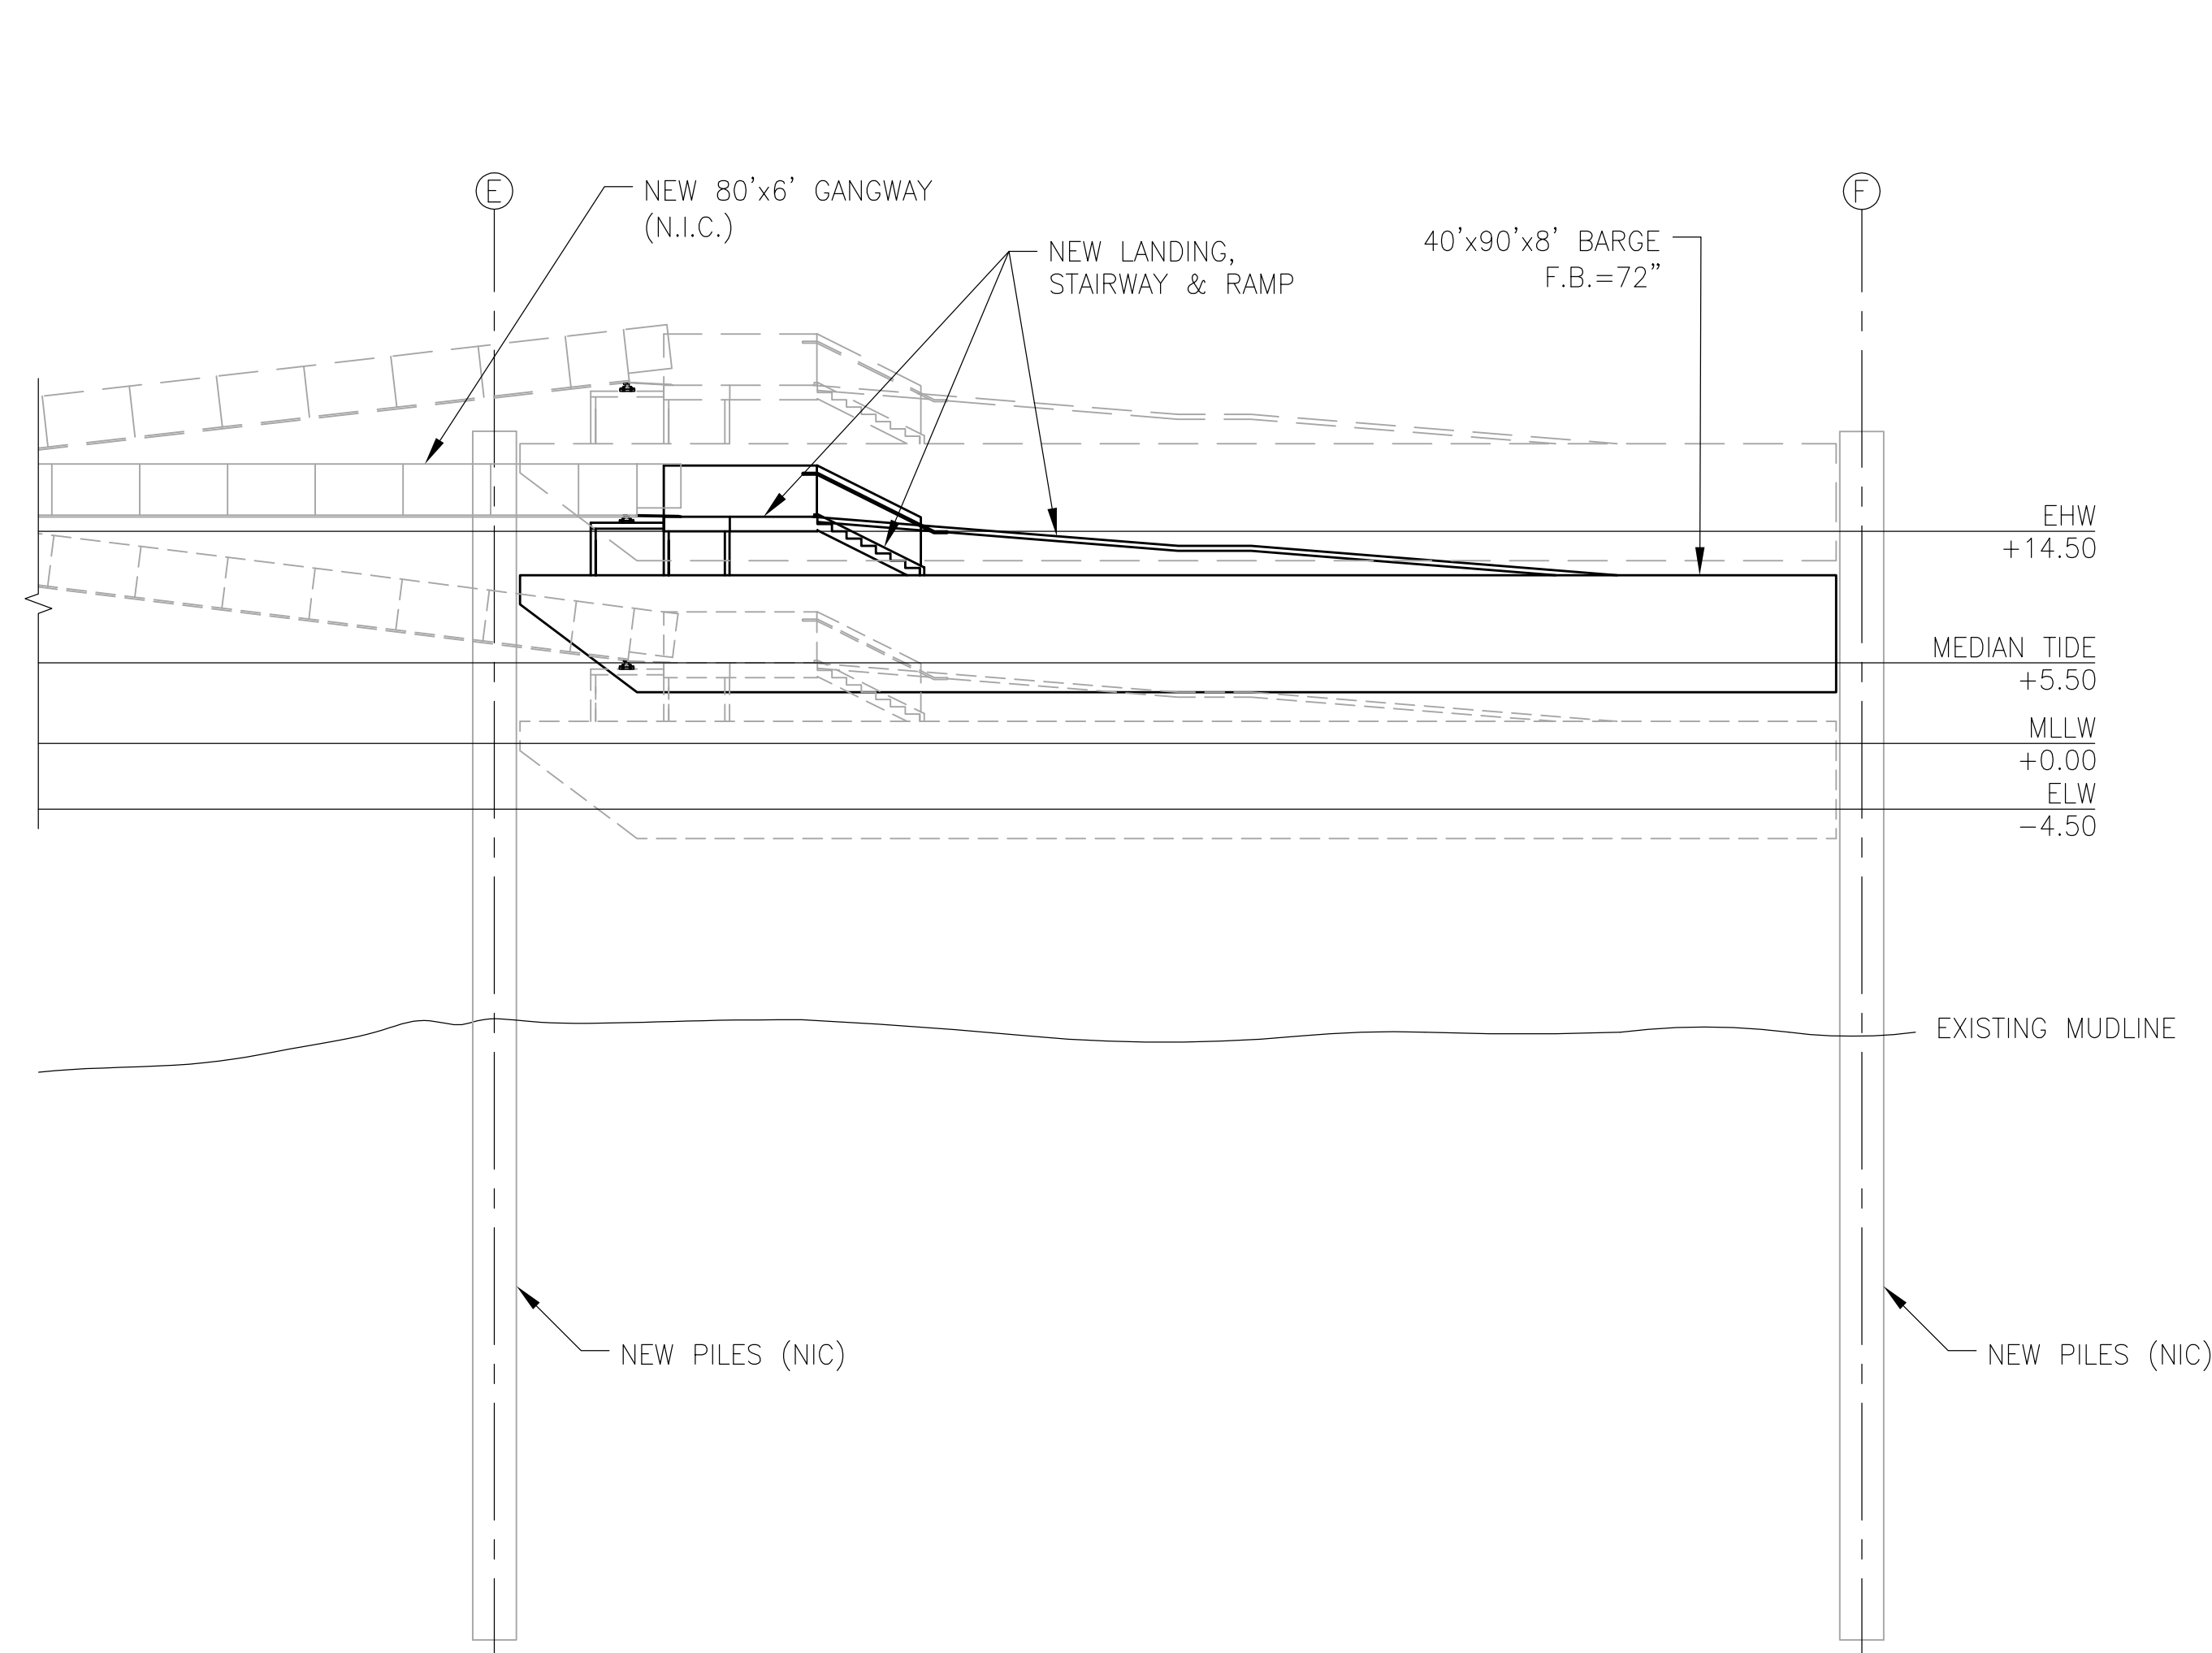 E
F
NEW 80'x6' GANGWAY
(N.I.C.)
NEW LANDING,
STAIRWAY & RAMP
40'x90'x8' BARGE
F.B.=72"
EHW
+14.50
MEDIAN TIDE
+5.50
MLLW
+0.00
ELW
-4.50
EXISTING MUDLINE
NEW PILES (NIC)
NEW PILES (NIC)